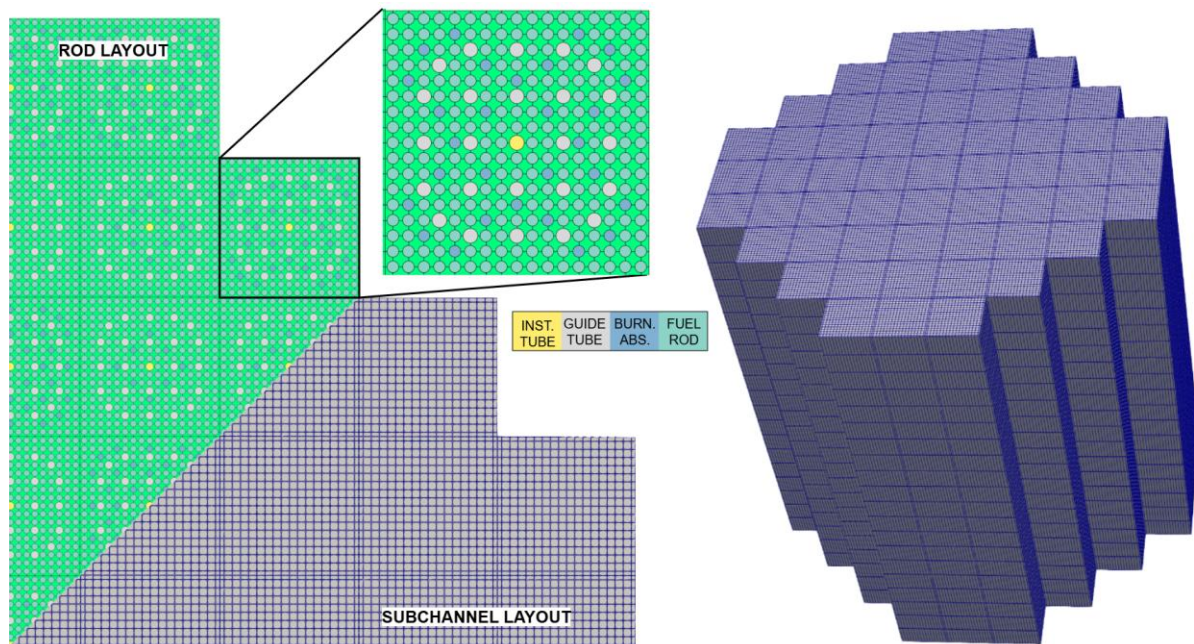 ROD LAYOUT
INST. GUIDE BURN. FUEL
TUBE TUBE ABS. ROD
SUBCHANNEL LAYOUT